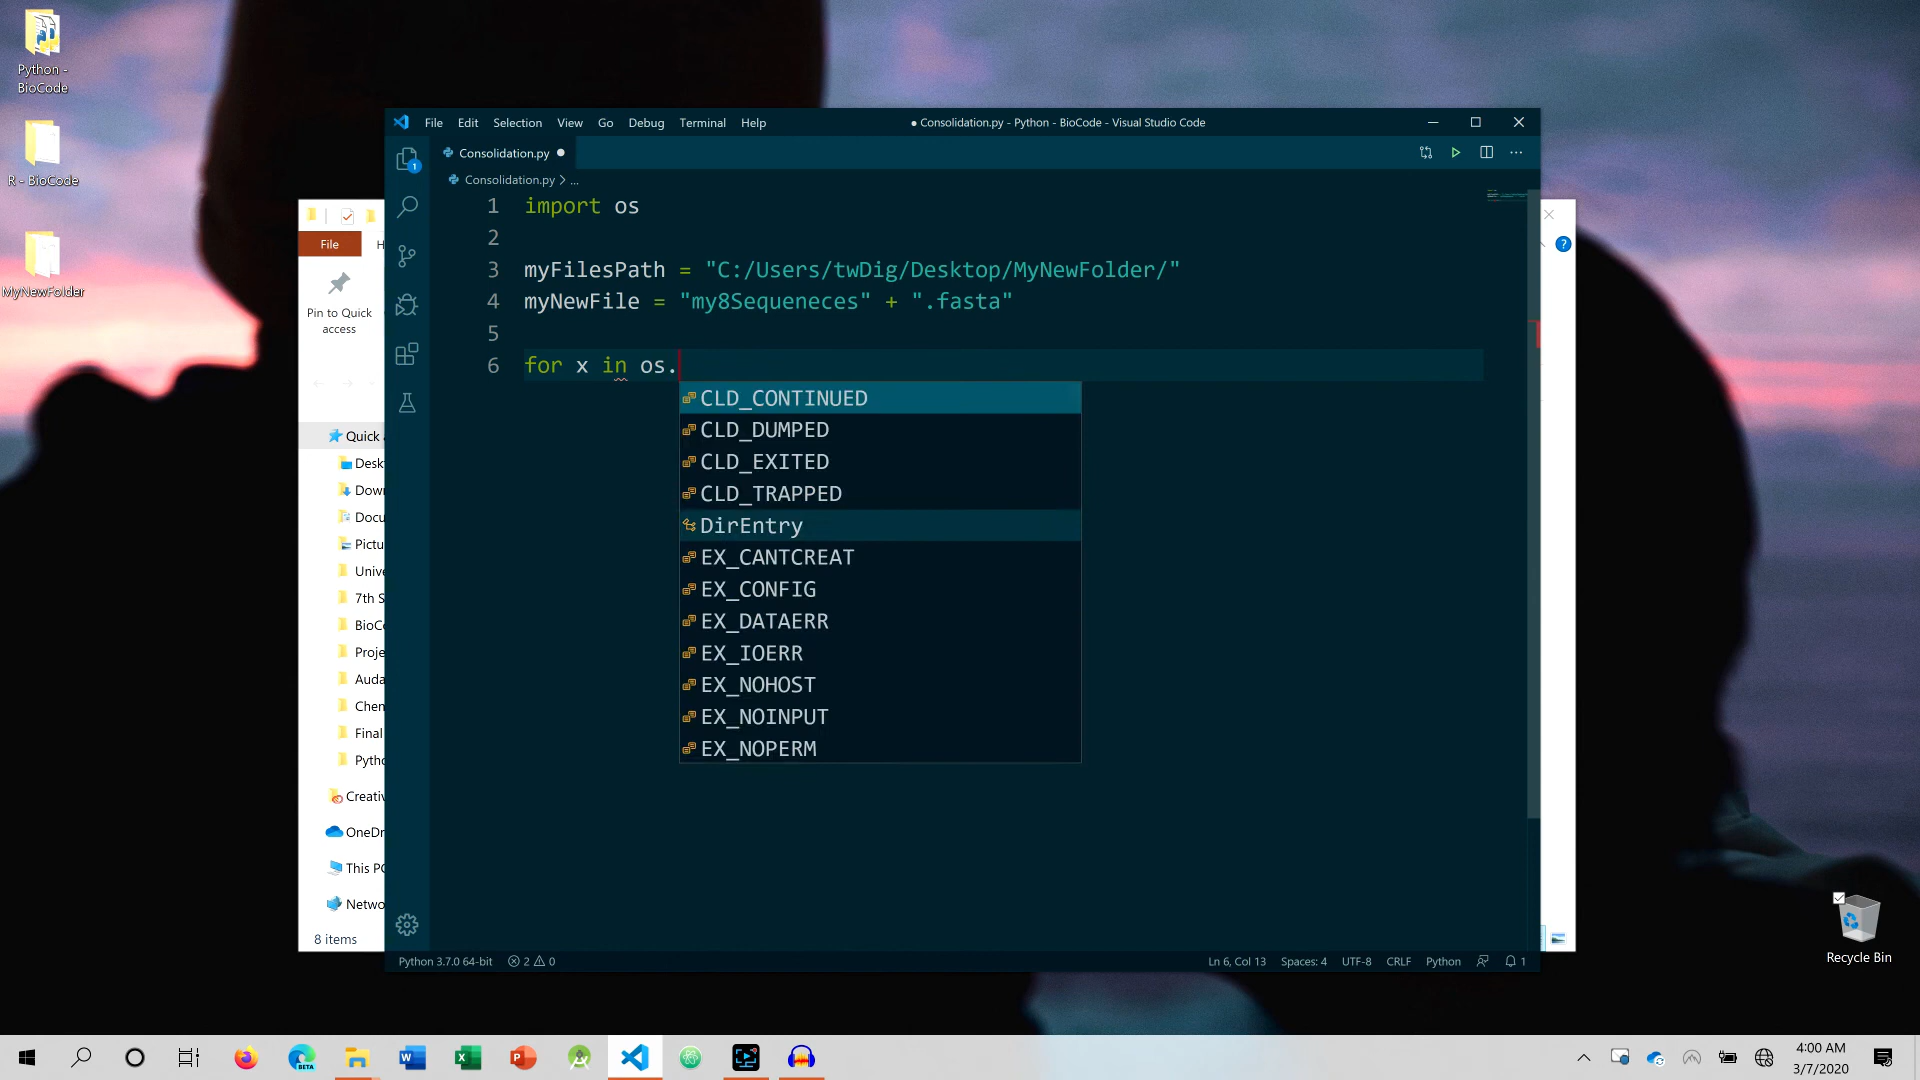 Python -
BioCode
R - BioCode
MyNewFolder
File Edit Selection View Go Debug Terminal Help
● Consolidation.py - Python - BioCode - Visual Studio Code
1
Consolidation.py ●
Consolidation.py > ...
1 import os
2
3 myFilesPath = "C:/Users/twDig/Desktop/MyNewFolder/"
4 myNewFile = "my8Sequeneces" + ".fasta"
5
6 for x in os.
CLD_CONTINUED
CLD_DUMPED
CLD_EXITED
CLD_TRAPPED
DirEntry
EX_CANTCREAT
EX_CONFIG
EX_DATAERR
EX_IOERR
EX_NOHOST
EX_NOINPUT
EX_NOPERM
File H
?
Pin to Quick
access
Quick
Desk
Down
Docu
Pictu
Unive
7th S
BioC
Proje
Auda
Chen
Final
Pytho
Creativ
OneDr
This PC
Netwo
8 items
Python 3.7.0 64-bit 2 0
Ln 6, Col 13 Spaces: 4 UTF-8 CRLF Python 1
Recycle Bin
BETA
4:00 AM
3/7/2020